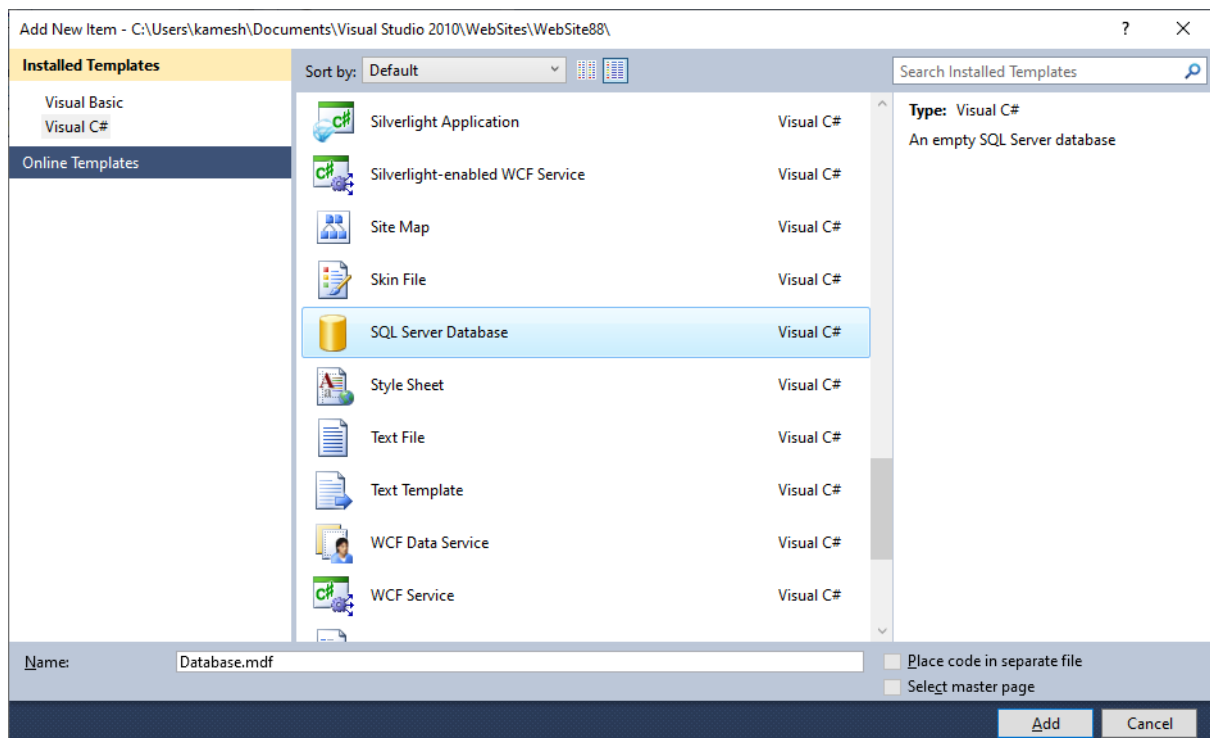 Add New Item - C:\Users\kamesh\Documents\Visual Studio 2010\WebSites\WebSite88\
?
Installed Templates
Visual Basic
Visual C#
Online Templates
Sort by: Default
Search Installed Templates
Silverlight Application Visual C#
Silverlight-enabled WCF Service Visual C#
Site Map Visual C#
Skin File Visual C#
SQL Server Database Visual C#
Style Sheet Visual C#
Text File Visual C#
Text Template Visual C#
WCF Data Service Visual C#
WCF Service Visual C#
Type: Visual C#
An empty SQL Server database
Name: Database.mdf
Place code in separate file
Select master page
Add Cancel